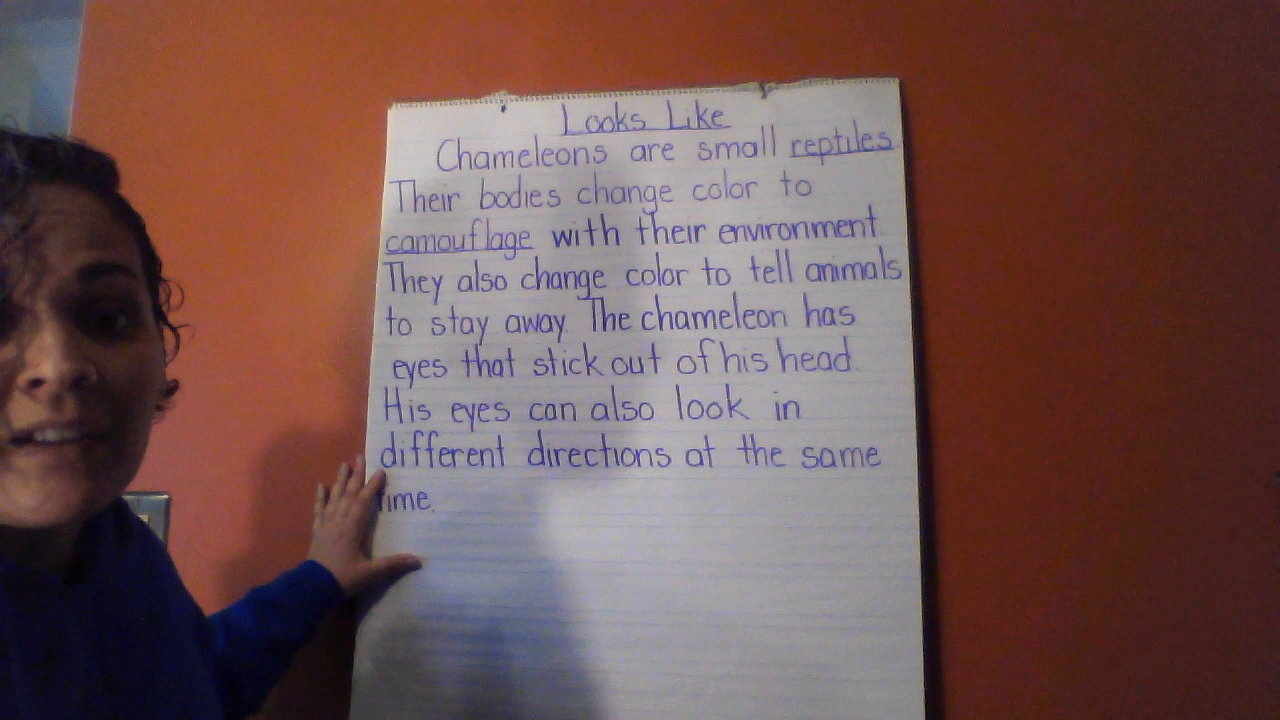 Looks Like
Chameleons are small reptiles.
Their bodies change color to
camouflage with their environment.
They also change color to tell animals
to stay away. The chameleon has
eyes that stick out of his head.
His eyes can also look in
different directions at the same
time.